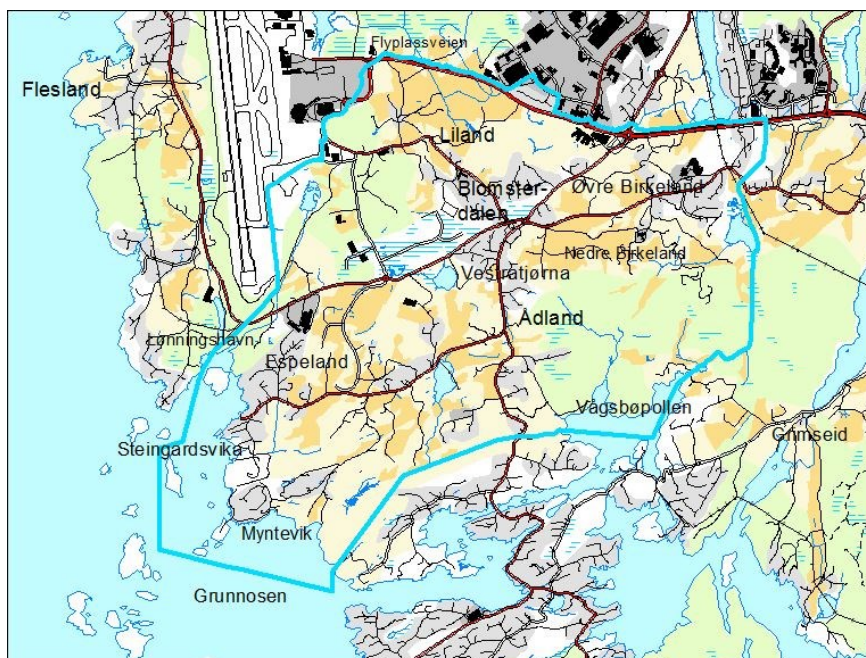 Flyplassveien
Flesland
Liland
Blomster-
dalen
Øvre Birkeland
Nedre Birkeland
Vestratjørna
Ådland
Lønningshavn
Espeland
Vågsbøpollen
Grimseid
Steingardsvika
Myntevik
Grunnosen